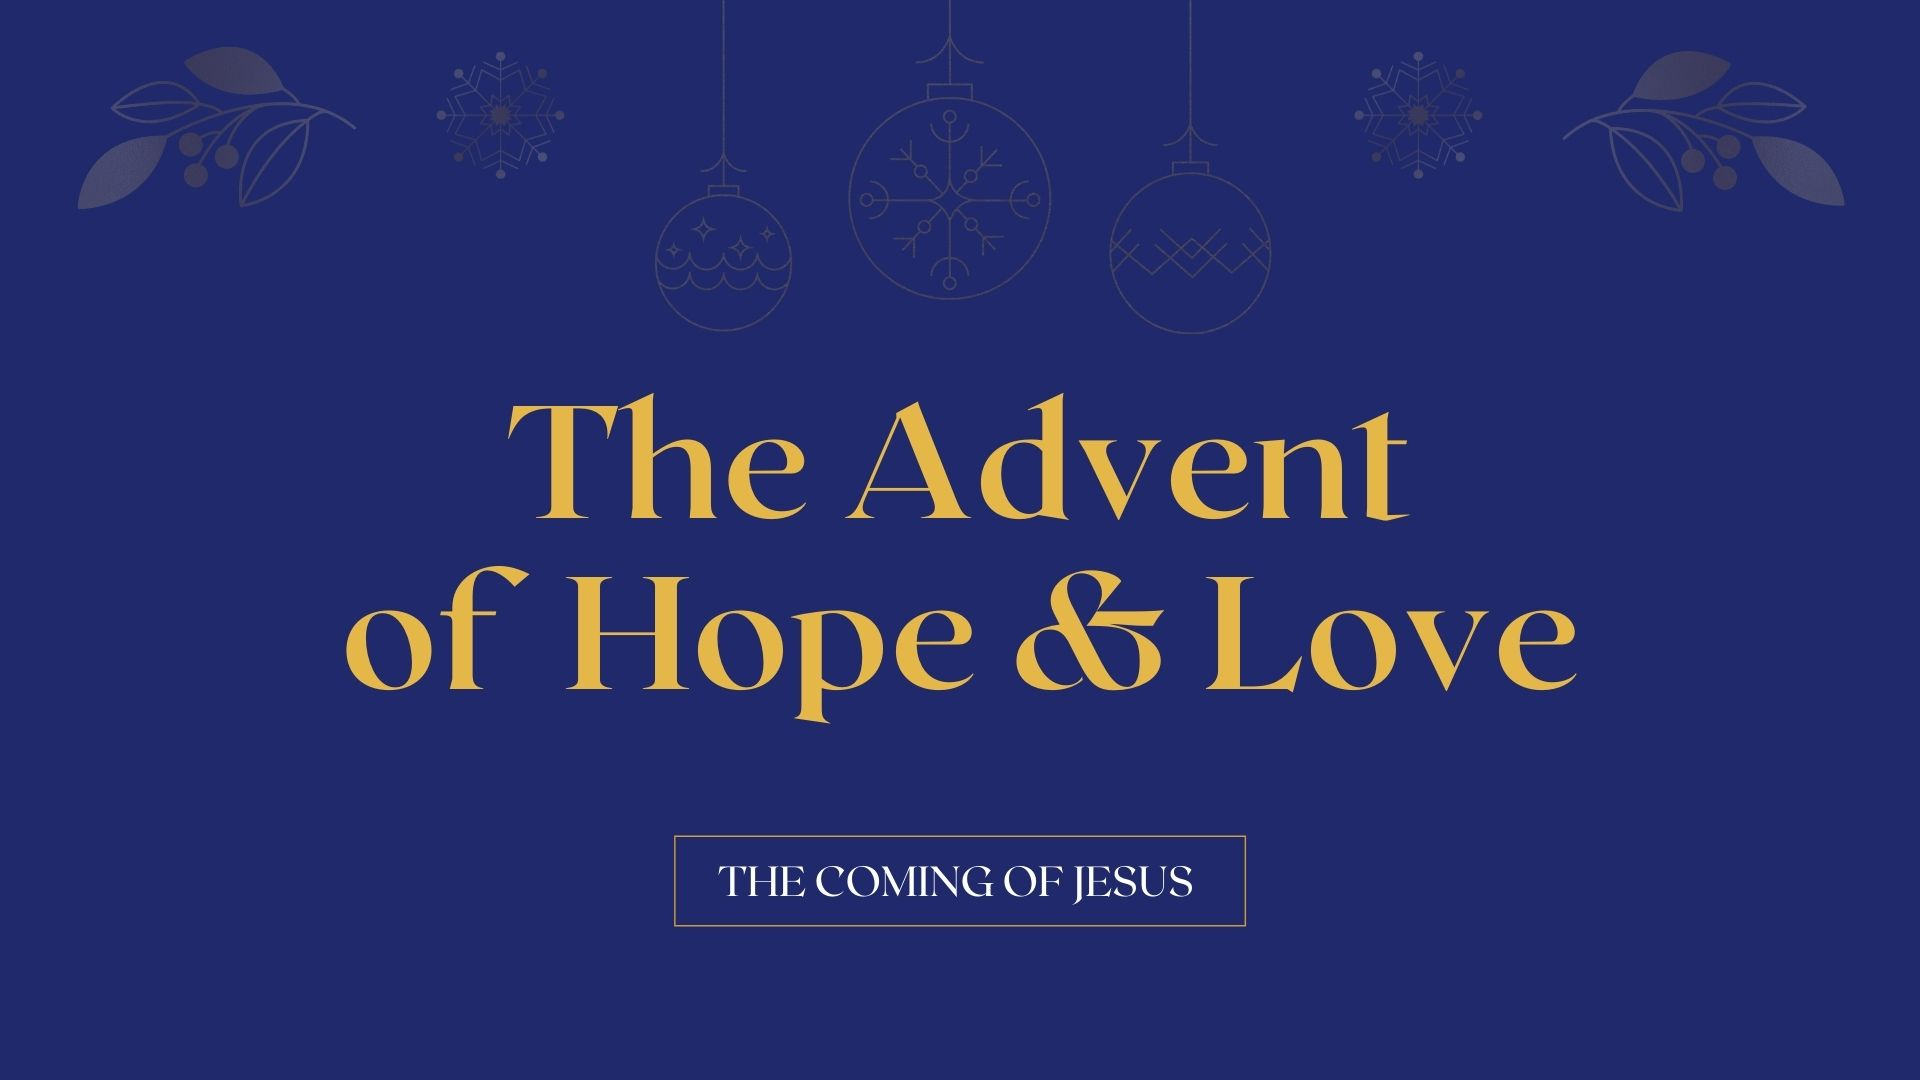 The Advent
of Hope & Love
THE COMING OF JESUS